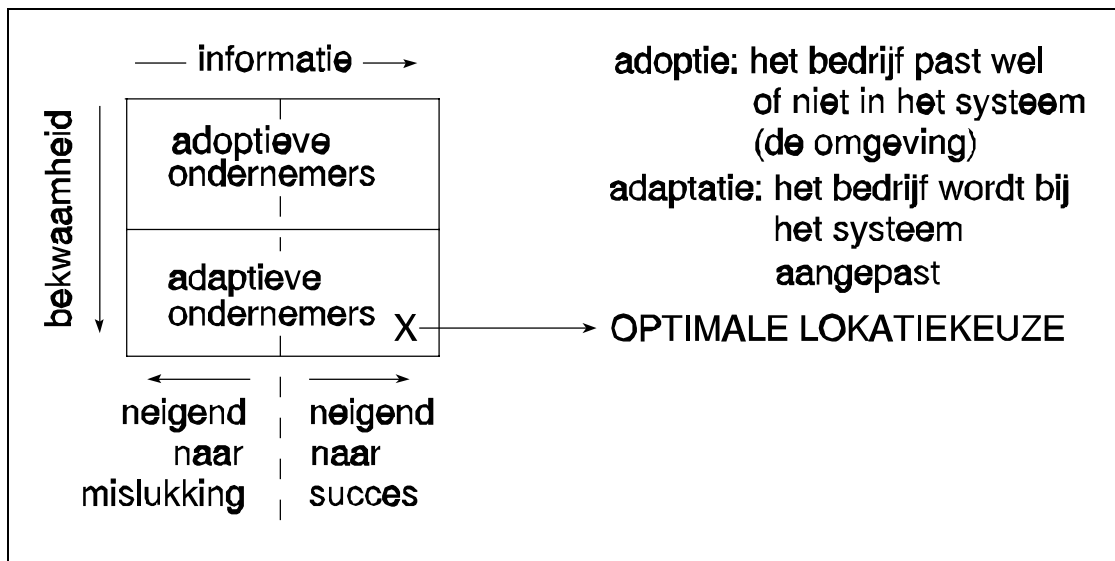 informatie
bekwaamheid
adoptieve
ondernemers
adaptieve
ondernemers
X
neigend
naar
mislukking
neigend
naar
succes
adoptie: het bedrijf past wel
of niet in het systeem
(de omgeving)
adaptatie: het bedrijf wordt bij
het systeem
aangepast
OPTIMALE LOKATIEKEUZE